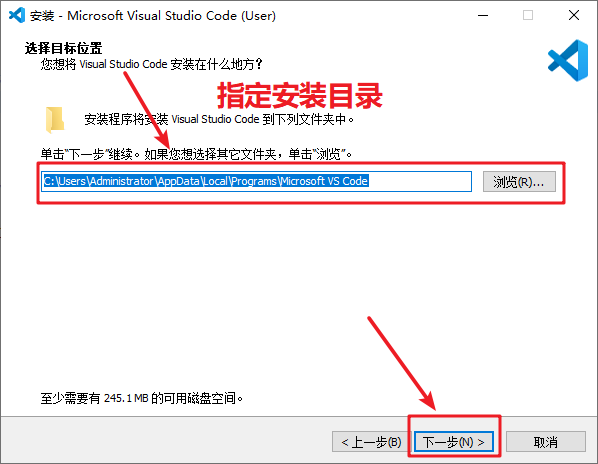 安装 - Microsoft Visual Studio Code (User)
选择目标位置
您想将 Visual Studio Code 安装在什么地方？
指定安装目录
安装程序将安装 Visual Studio Code 到下列文件夹中。
单击“下一步”继续。如果您想选择其它文件夹，单击“浏览”。
C:\Users\Administrator\AppData\Local\Programs\Microsoft VS Code
浏览(R)...
至少需要有 245.1 MB 的可用磁盘空间。
< 上一步(B)
下一步(N) >
取消